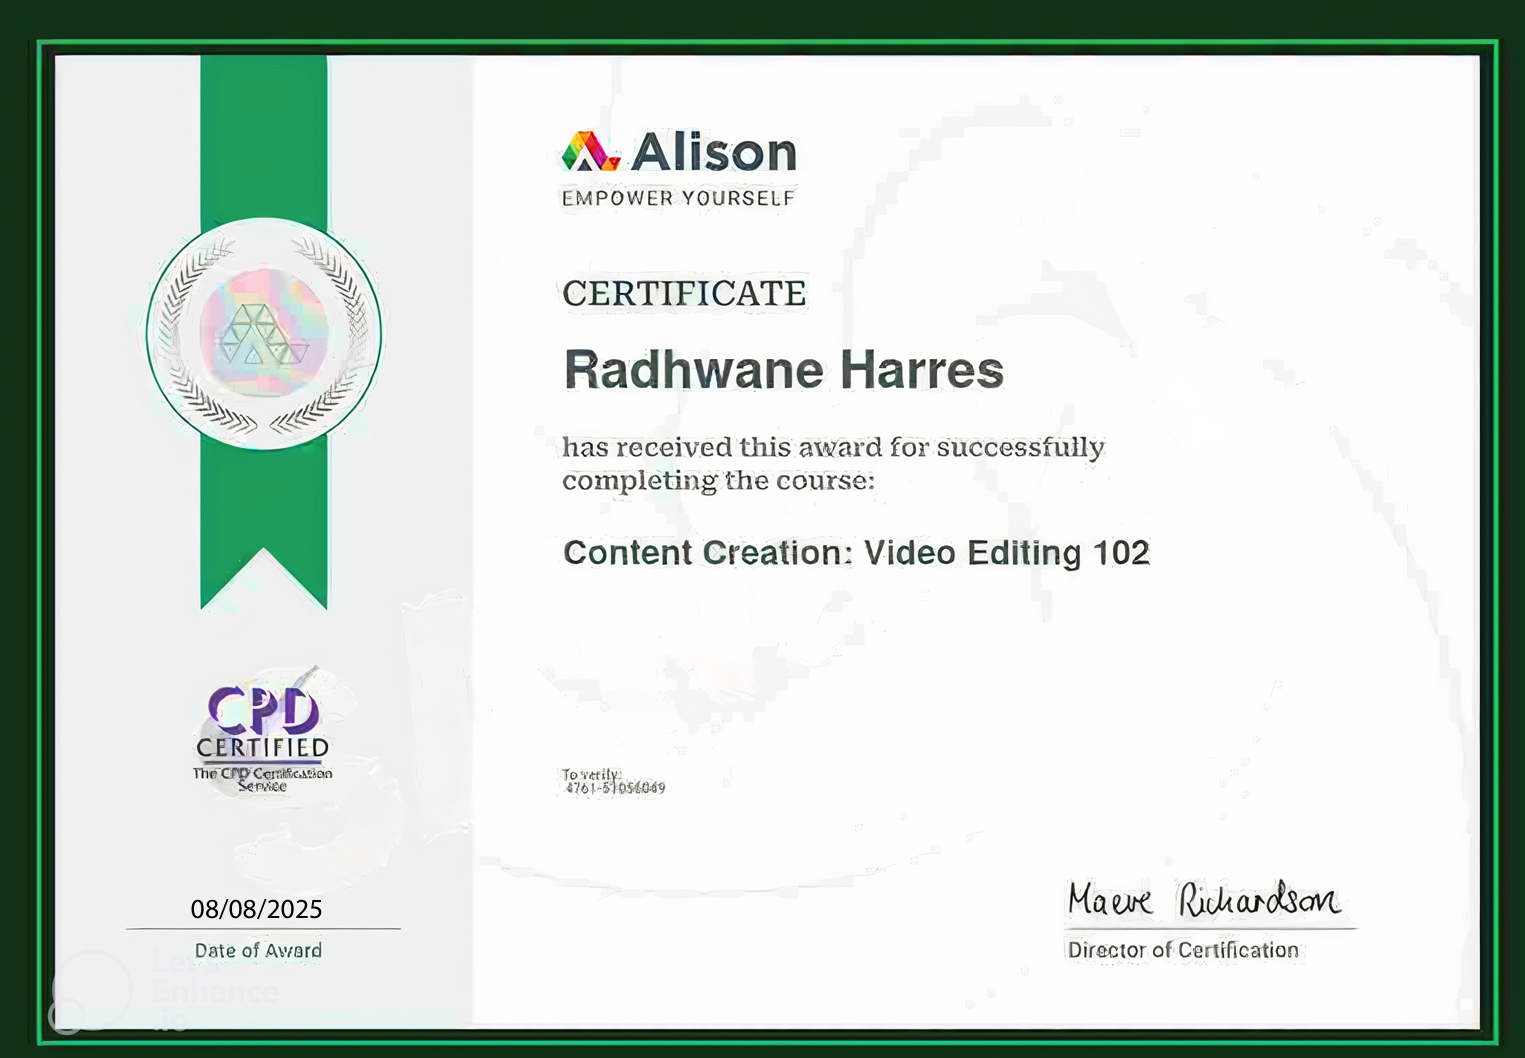 Alison
EMPOWER YOURSELF
CERTIFICATE
Radhwane Harres
has received this award for successfully
completing the course:
Content Creation: Video Editing 102
CPD
CERTIFIED
The CPD Certification
Service
To verify:
08/08/2025
Date of Award
Maeve Richardson
Director of Certification
Let's
Enhance
.io